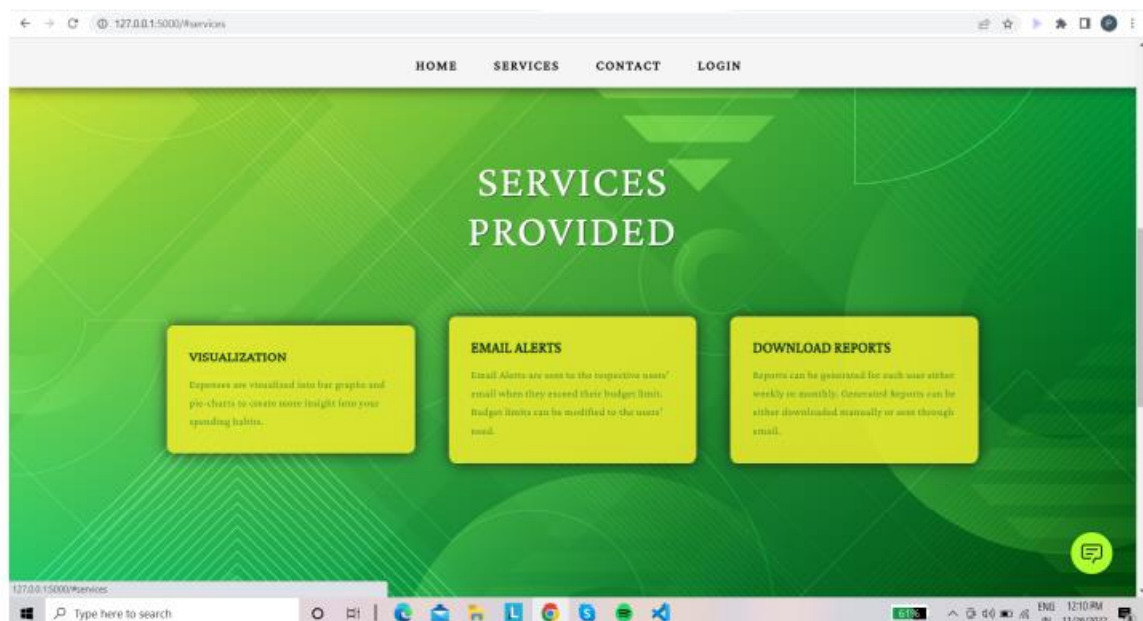 127.0.0.1:5000/#services
HOME SERVICES CONTACT LOGIN
SERVICES
PROVIDED
VISUALIZATION
Expenses are visualized into bar graphs and
pie-charts to create more insight into your
spending habits.
EMAIL ALERTS
Email Alerts are sent to the respective users'
email when they exceed their budget limit.
Budget limits can be modified to the users'
need.
DOWNLOAD REPORTS
Reports can be generated for each user either
weekly or monthly. Generated Reports can be
either downloaded manually or sent through
email.
127.0.0.1:5000/#services
Type here to search
61%
ENG 12:10 PM
IN